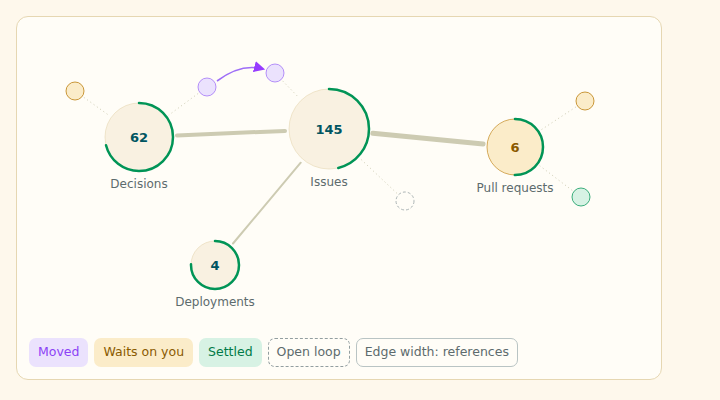 62
Decisions
145
Issues
6
Pull requests
4
Deployments
Moved
Waits on you
Settled
Open loop
Edge width: references